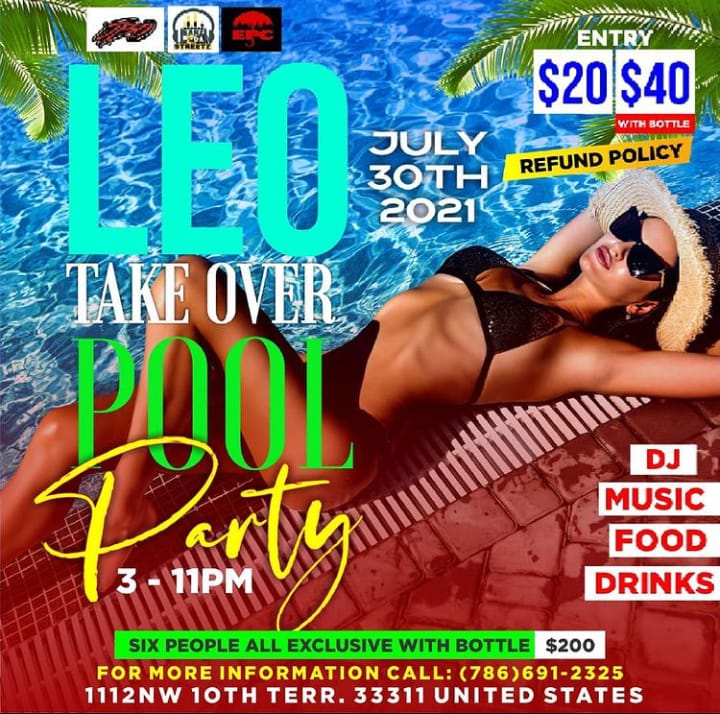 STREETZ
EPC
ENTRY
$20 $40
WITH BOTTLE
REFUND POLICY
LEO
JULY
30TH
2021
TAKE OVER
POOL
Party
3 - 11PM
DJ
MUSIC
FOOD
DRINKS
SIX PEOPLE ALL EXCLUSIVE WITH BOTTLE $200
FOR MORE INFORMATION CALL: (786)691-2325
1112NW 10TH TERR. 33311 UNITED STATES